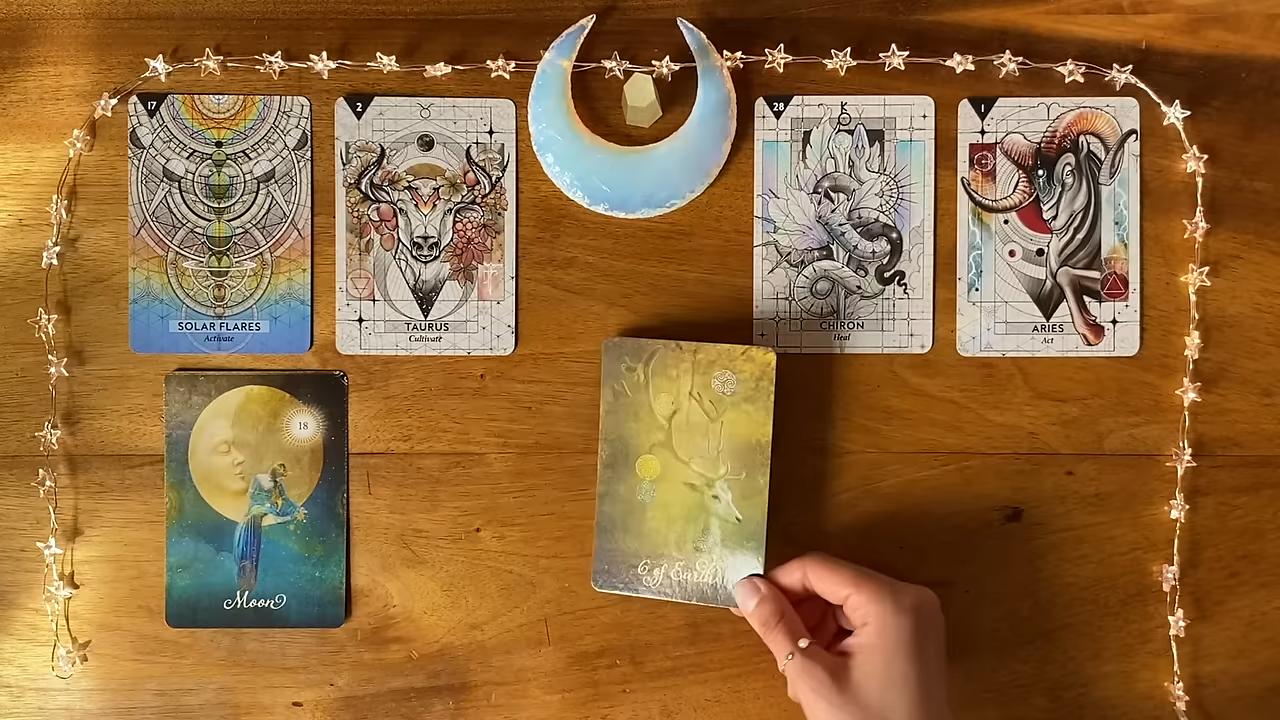 17
SOLAR FLARES
Activate
2
TAURUS
Cultivate
28
CHIRON
Heal
1
ARIES
Act
18
Moon
6 of Earth